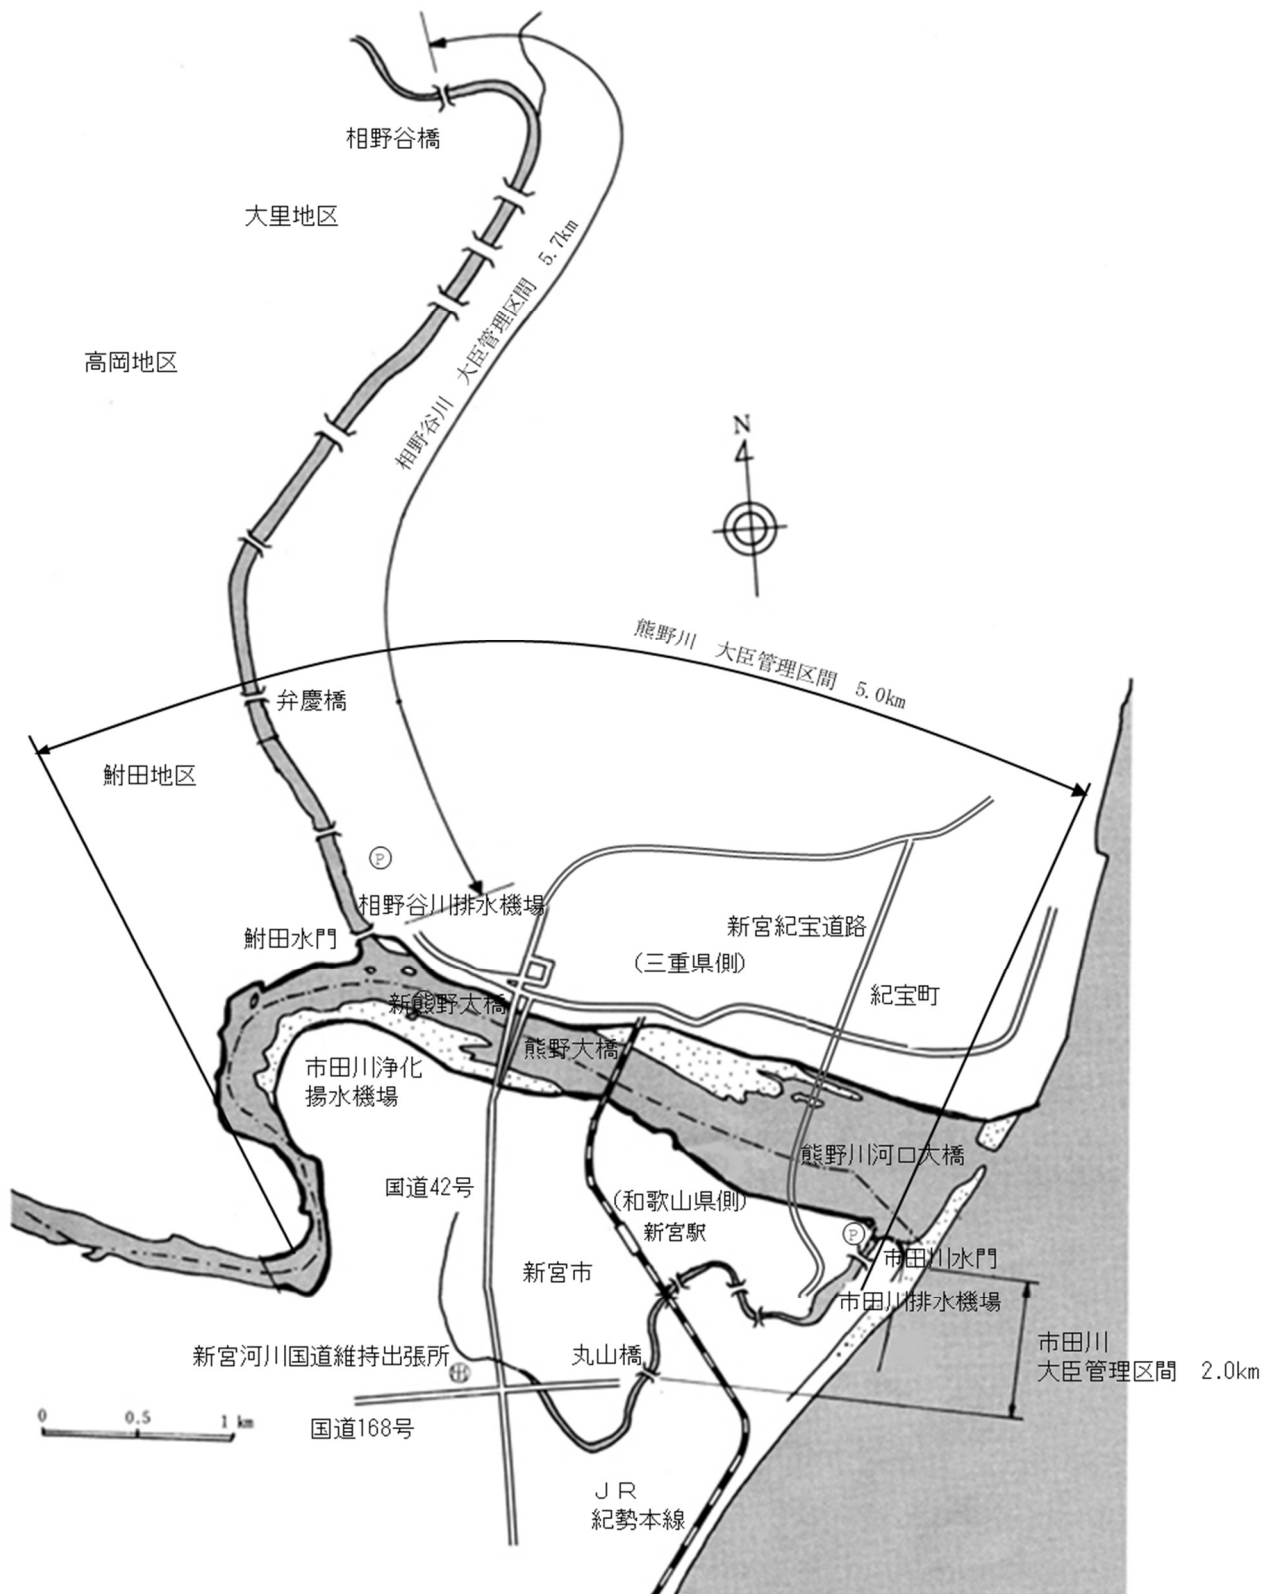 相野谷橋
大里地区
相野谷川 大臣管理区間 5.7km
高岡地区
N
熊野川 大臣管理区間 5.0km
弁慶橋
鮒田地区
P
相野谷川排水機場
新宮紀宝道路
鮒田水門
(三重県側)
紀宝町
新熊野大橋
熊野大橋
市田川浄化
揚水機場
熊野川河口大橋
国道42号
(和歌山県側)
新宮駅
P
市田川水門
新宮市
市田川排水機場
市田川
大臣管理区間 2.0km
新宮河川国道維持出張所
丸山橋
0 0.5 1 km
国道168号
JR
紀勢本線